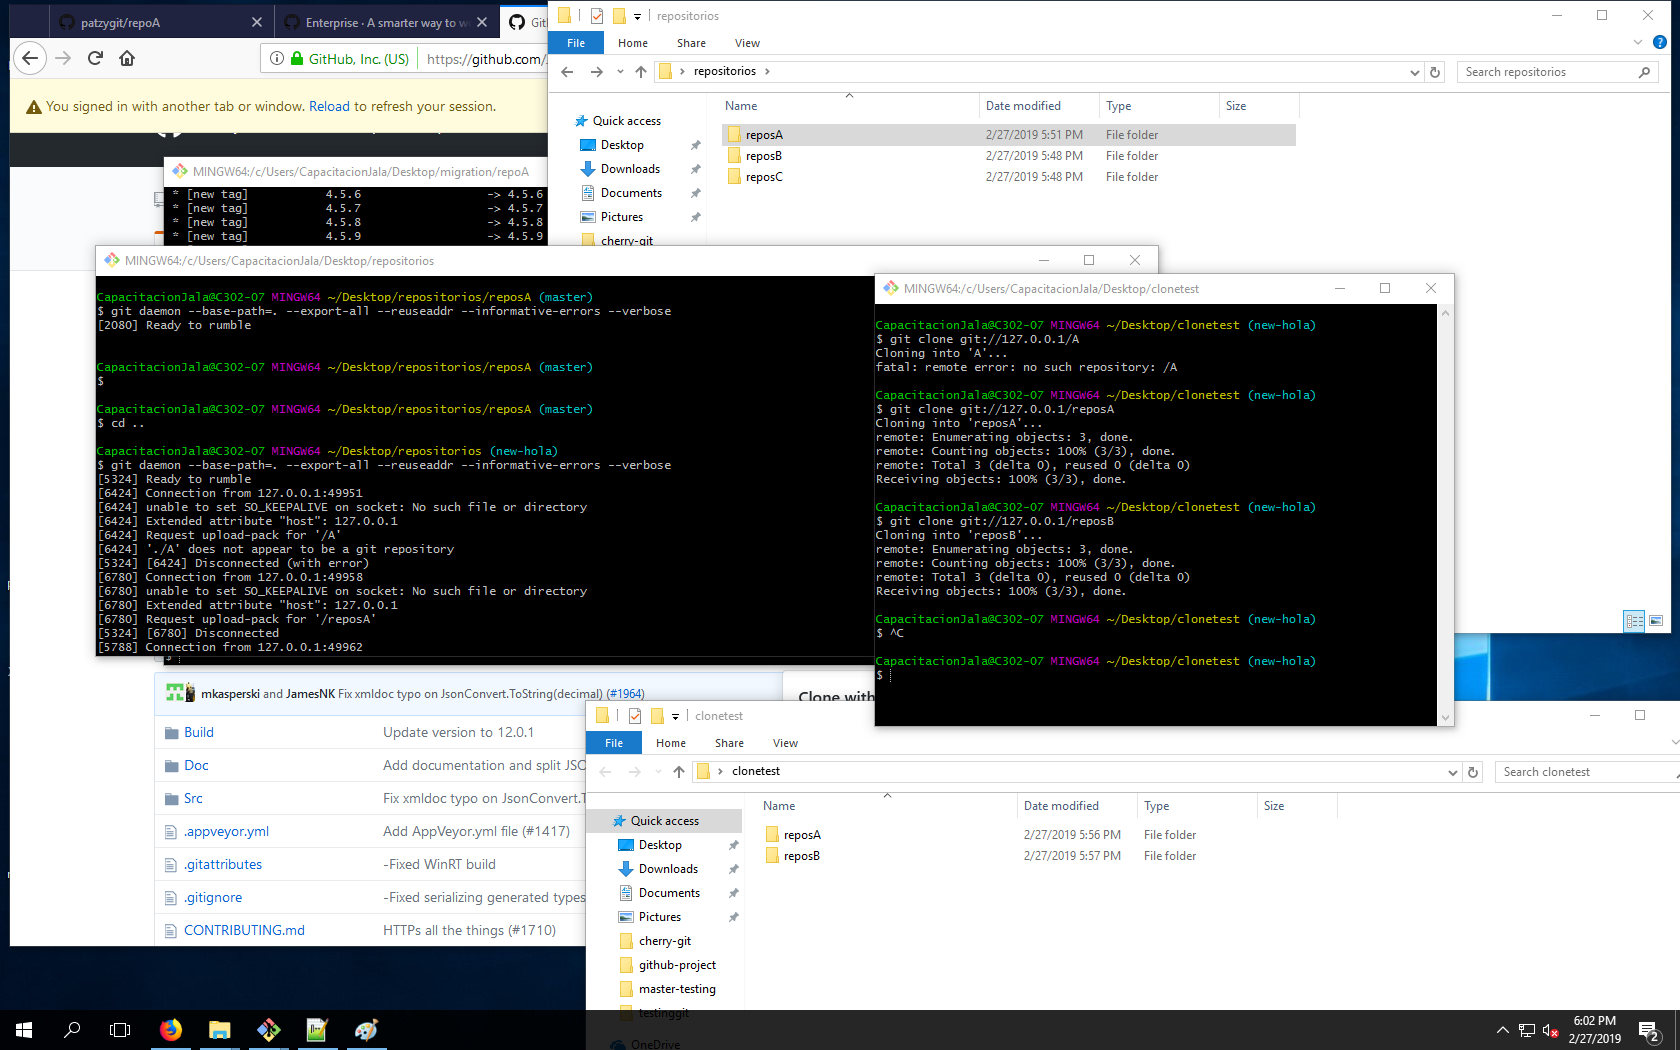 patzygit/repoA
Enterprise · A smarter way to w
Git
GitHub, Inc. (US)
https://github.com/
You signed in with another tab or window. Reload to refresh your session.
repositorios
File
Home
Share
View
repositorios
Search repositorios
Name
Date modified
Type
Size
Quick access
Desktop
Downloads
Documents
Pictures
cherry-git
reposA 2/27/2019 5:51 PM File folder
reposB 2/27/2019 5:48 PM File folder
reposC 2/27/2019 5:48 PM File folder
MINGW64:/c/Users/CapacitacionJala/Desktop/migration/repoA
* [new tag] 4.5.6 -> 4.5.6
* [new tag] 4.5.7 -> 4.5.7
* [new tag] 4.5.8 -> 4.5.8
* [new tag] 4.5.9 -> 4.5.9
MINGW64:/c/Users/CapacitacionJala/Desktop/repositorios
CapacitacionJala@C302-07 MINGW64 ~/Desktop/repositorios/reposA (master)
$ git daemon --base-path=. --export-all --reuseaddr --informative-errors --verbose
[2080] Ready to rumble
CapacitacionJala@C302-07 MINGW64 ~/Desktop/repositorios/reposA (master)
$
CapacitacionJala@C302-07 MINGW64 ~/Desktop/repositorios/reposA (master)
$ cd ..
CapacitacionJala@C302-07 MINGW64 ~/Desktop/repositorios (new-hola)
$ git daemon --base-path=. --export-all --reuseaddr --informative-errors --verbose
[5324] Ready to rumble
[6424] Connection from 127.0.0.1:49951
[6424] unable to set SO_KEEPALIVE on socket: No such file or directory
[6424] Extended attribute "host": 127.0.0.1
[6424] Request upload-pack for '/A'
[6424] './A' does not appear to be a git repository
[5324] [6424] Disconnected (with error)
[6780] Connection from 127.0.0.1:49958
[6780] unable to set SO_KEEPALIVE on socket: No such file or directory
[6780] Extended attribute "host": 127.0.0.1
[6780] Request upload-pack for '/reposA'
[5324] [6780] Disconnected
[5788] Connection from 127.0.0.1:49962
MINGW64:/c/Users/CapacitacionJala/Desktop/clonetest
CapacitacionJala@C302-07 MINGW64 ~/Desktop/clonetest (new-hola)
$ git clone git://127.0.0.1/A
Cloning into 'A'...
fatal: remote error: no such repository: /A
CapacitacionJala@C302-07 MINGW64 ~/Desktop/clonetest (new-hola)
$ git clone git://127.0.0.1/reposA
Cloning into 'reposA'...
remote: Enumerating objects: 3, done.
remote: Counting objects: 100% (3/3), done.
remote: Total 3 (delta 0), reused 0 (delta 0)
Receiving objects: 100% (3/3), done.
CapacitacionJala@C302-07 MINGW64 ~/Desktop/clonetest (new-hola)
$ git clone git://127.0.0.1/reposB
Cloning into 'reposB'...
remote: Enumerating objects: 3, done.
remote: Counting objects: 100% (3/3), done.
remote: Total 3 (delta 0), reused 0 (delta 0)
Receiving objects: 100% (3/3), done.
CapacitacionJala@C302-07 MINGW64 ~/Desktop/clonetest (new-hola)
$ ^C
CapacitacionJala@C302-07 MINGW64 ~/Desktop/clonetest (new-hola)
$
mkasperski and JamesNK Fix xmldoc typo on JsonConvert.ToString(decimal) (#1964)
Clone with
Build Update version to 12.0.1
Doc Add documentation and split JSO
Src Fix xmldoc typo on JsonConvert.T
.appveyor.yml Add AppVeyor.yml file (#1417)
.gitattributes -Fixed WinRT build
.gitignore -Fixed serializing generated types
CONTRIBUTING.md HTTPs all the things (#1710)
clonetest
File
Home
Share
View
clonetest
Search clonetest
Name
Date modified
Type
Size
Quick access
Desktop
Downloads
Documents
Pictures
cherry-git
github-project
master-testing
testinggit
OneDrive
reposA 2/27/2019 5:56 PM File folder
reposB 2/27/2019 5:57 PM File folder
6:02 PM
2/27/2019
2